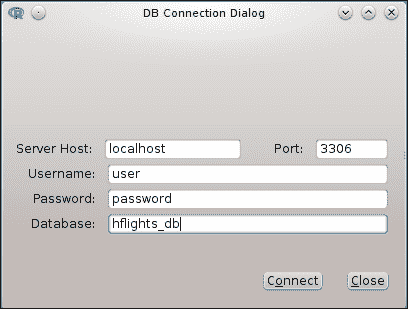 DB Connection Dialog
Server Host: localhost Port: 3306
Username: user
Password: password
Database: hflights_db
Connect Close